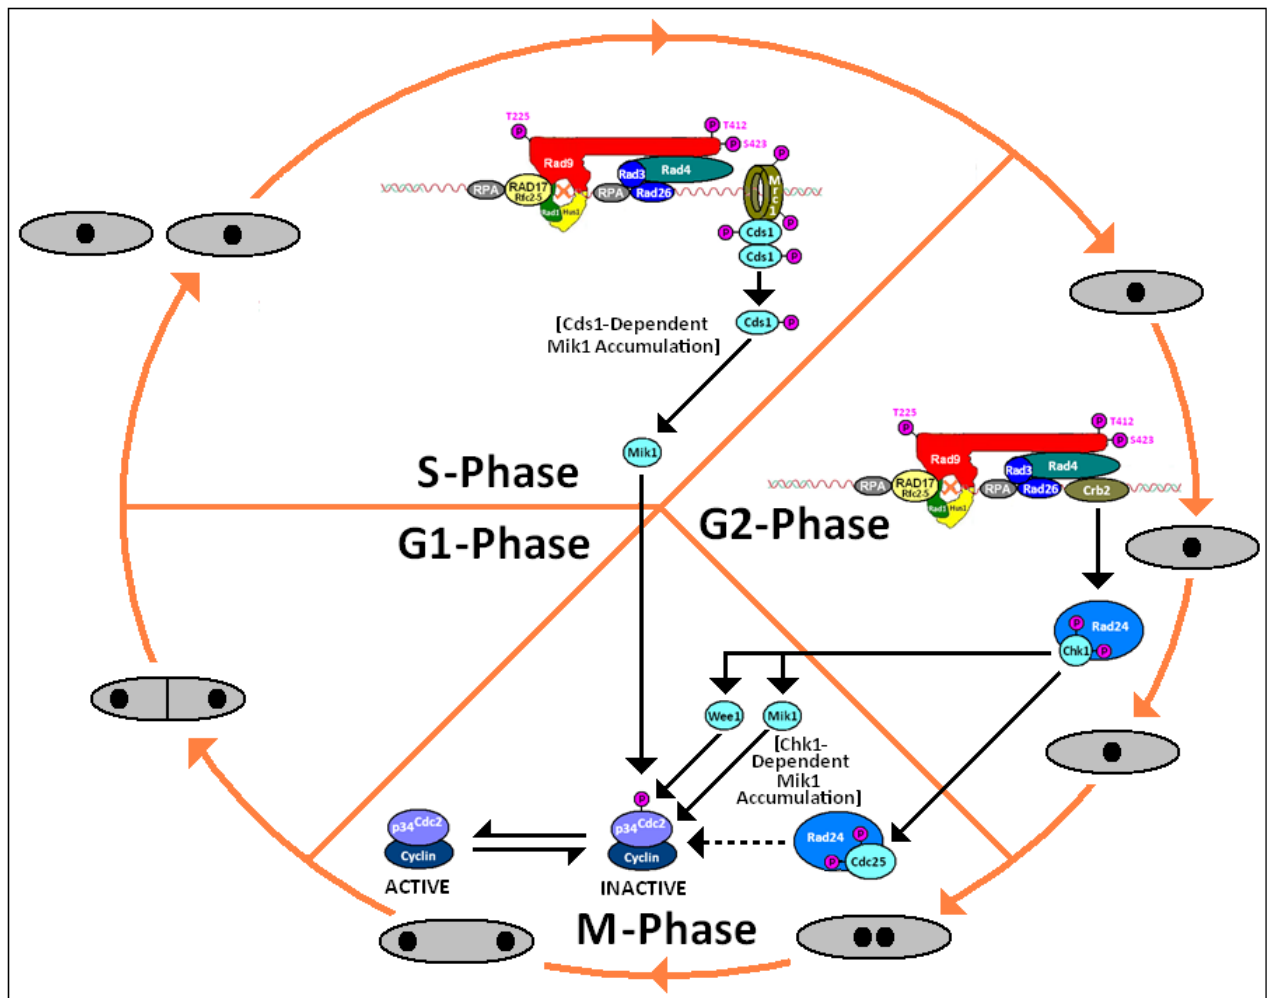 T225
P
P
T412
P
S423
Rad9
Rad3
Rad4
P
RPA
RAD17
Rfc2-5
RPA
Rad26
Mrc1
Rad1
Hus1
P
P
Cds1
Cds1
P
Cds1
P
[Cds1-Dependent
Mik1 Accumulation]
Mik1
S-Phase
G1-Phase
G2-Phase
T225
P
P
T412
P
S423
Rad9
Rad3
Rad4
RPA
RAD17
Rfc2-5
RPA
Rad26
Crb2
Rad1
Hus1
P
Rad24
Chk1
P
Wee1
Mik1
[Chk1-
Dependent
Mik1
Accumulation]
P
p34Cdc2
Cyclin
ACTIVE
p34Cdc2
Cyclin
INACTIVE
Rad24
P
P
Cdc25
M-Phase